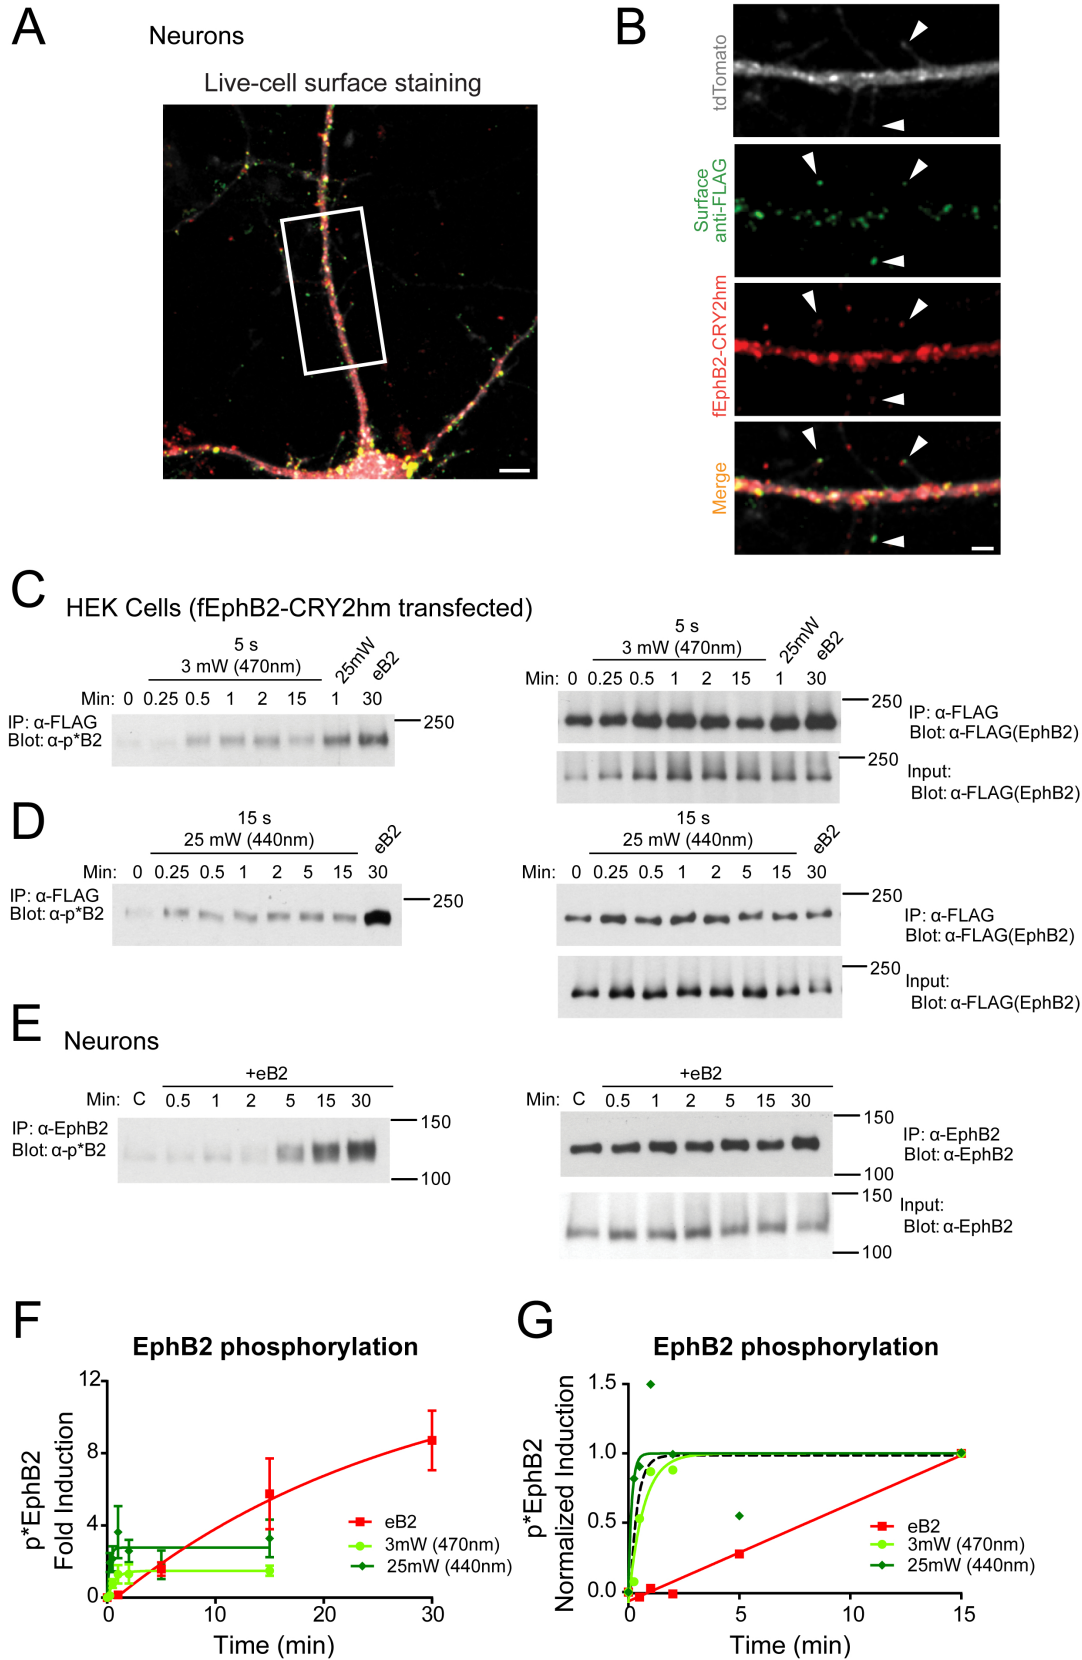 A
Neurons
Live-cell surface staining
B
tdTomato
Surface
anti-FLAG
fEphB2-CRY2hm
Merge
C
HEK Cells (fEphB2-CRY2hm transfected)
5 s
3 mW (470nm)
25mW
eB2
Min: 0 0.25 0.5 1 2 15 1 30
IP: α-FLAG
Blot: α-p*B2
250
5 s
3 mW (470nm)
25mW
eB2
Min: 0 0.25 0.5 1 2 15 1 30
250
IP: α-FLAG
Blot: α-FLAG(EphB2)
250
Input:
Blot: α-FLAG(EphB2)
D
15 s
25 mW (440nm)
eB2
Min: 0 0.25 0.5 1 2 5 15 30
IP: α-FLAG
Blot: α-p*B2
250
15 s
25 mW (440nm)
eB2
Min: 0 0.25 0.5 1 2 5 15 30
250
IP: α-FLAG
Blot: α-FLAG(EphB2)
250
Input:
Blot: α-FLAG(EphB2)
E
Neurons
+eB2
Min: C 0.5 1 2 5 15 30
IP: α-EphB2
Blot: α-p*B2
150
100
+eB2
Min: C 0.5 1 2 5 15 30
150
IP: α-EphB2
Blot: α-EphB2
100
150
Input:
Blot: α-EphB2
100
F
EphB2 phosphorylation
p*EphB2
Fold Induction
12
8
4
0
eB2
3mW (470nm)
25mW (440nm)
0 10 20 30
Time (min)
G
EphB2 phosphorylation
p*EphB2
Normalized Induction
1.5
1.0
0.5
0.0
eB2
3mW (470nm)
25mW (440nm)
0 5 10 15
Time (min)